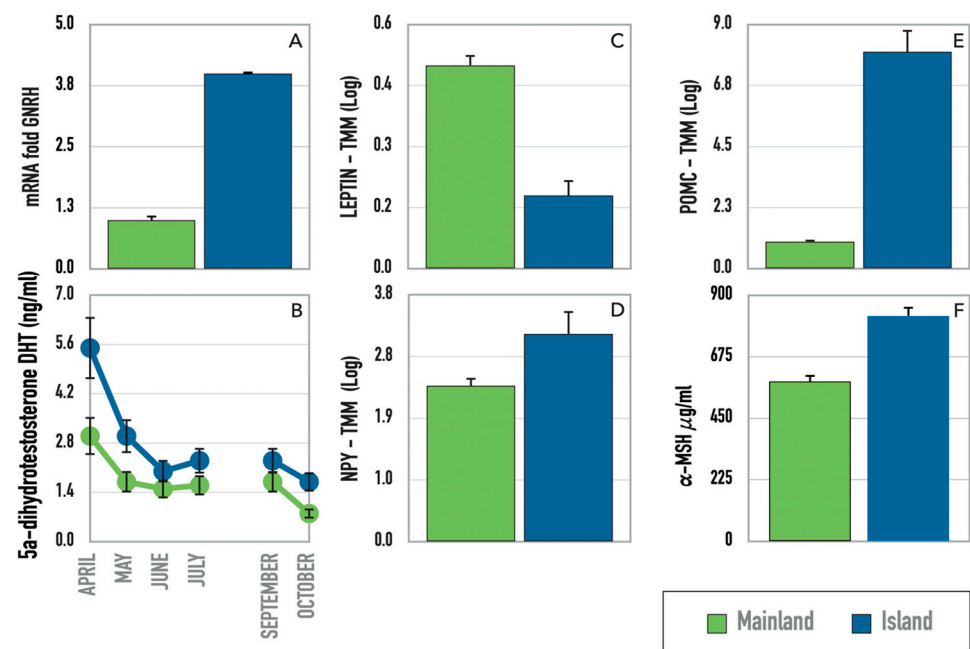 A
mRNA fold GNRH
5.0
3.8
2.5
1.3
0.0
C
LEPTIN - TMM (Log)
0.6
0.4
0.3
0.2
0.0
E
POMC - TMM (Log)
9.0
6.8
4.5
2.3
0.0
B
5a-dihydrotestosterone DHT (ng/ml)
7.0
5.6
4.2
2.8
1.4
0.0
APRIL
MAY
JUNE
JULY
SEPTEMBER
OCTOBER
D
NPY - TMM (Log)
3.8
2.8
1.9
1.0
0.0
F
α-MSH µg/ml
900
675
450
225
0
Mainland
Island